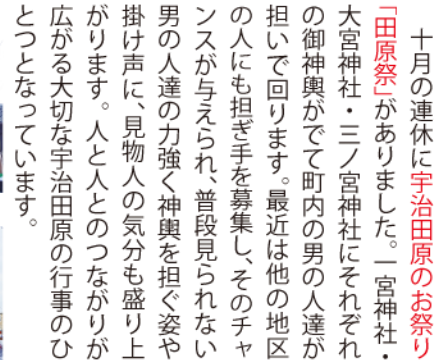 十月の連休に宇治田原のお祭り
「田原祭」がありました。一宮神社・
大宮神社・三ノ宮神社にそれぞれ
の御神輿がでて町内の男の人達が
担いで回ります。最近は他の地区
の人にも担ぎ手を募集し、そのチャ
ンスが与えられ、普段見られない
男の人達の力強く神輿を担ぐ姿や
掛け声に、見物人の気分も盛り上
がります。人と人とのつながりが
広がる大切な宇治田原の行事のひ
とつとなっています。